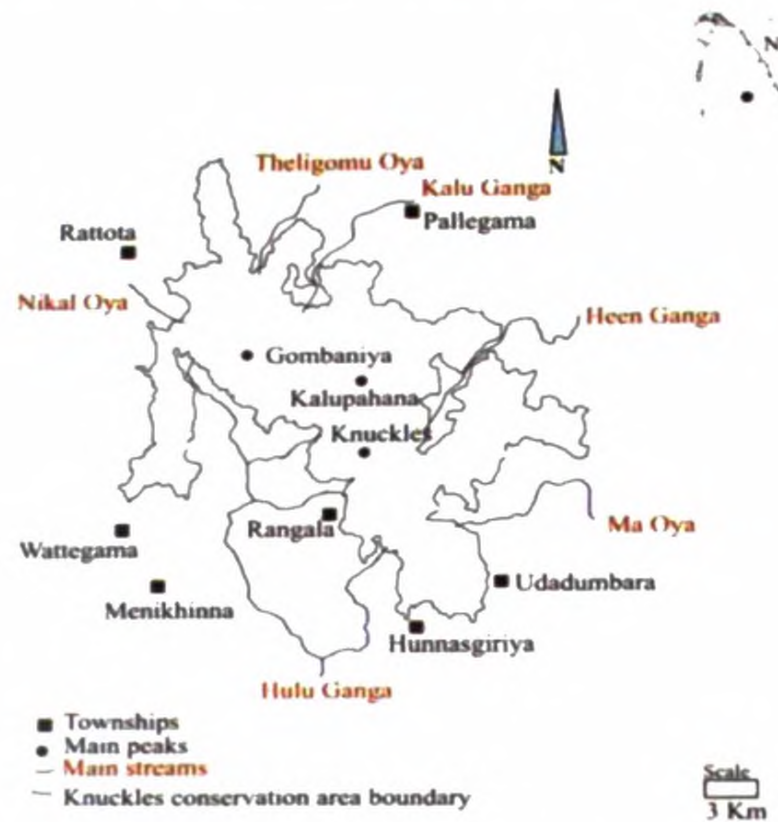 N
N
Theligomu Oya
Kalu Ganga
Pallegama
Rattota
Nikal Oya
Heen Ganga
Gombaniya
Kalupahana
Knuckles
Rangala
Ma Oya
Wattegama
Udadumbara
Menikhinna
Hunnasgiriya
Hulu Ganga
Townships
Main peaks
Main streams
Knuckles conservation area boundary
Scale
3 Km